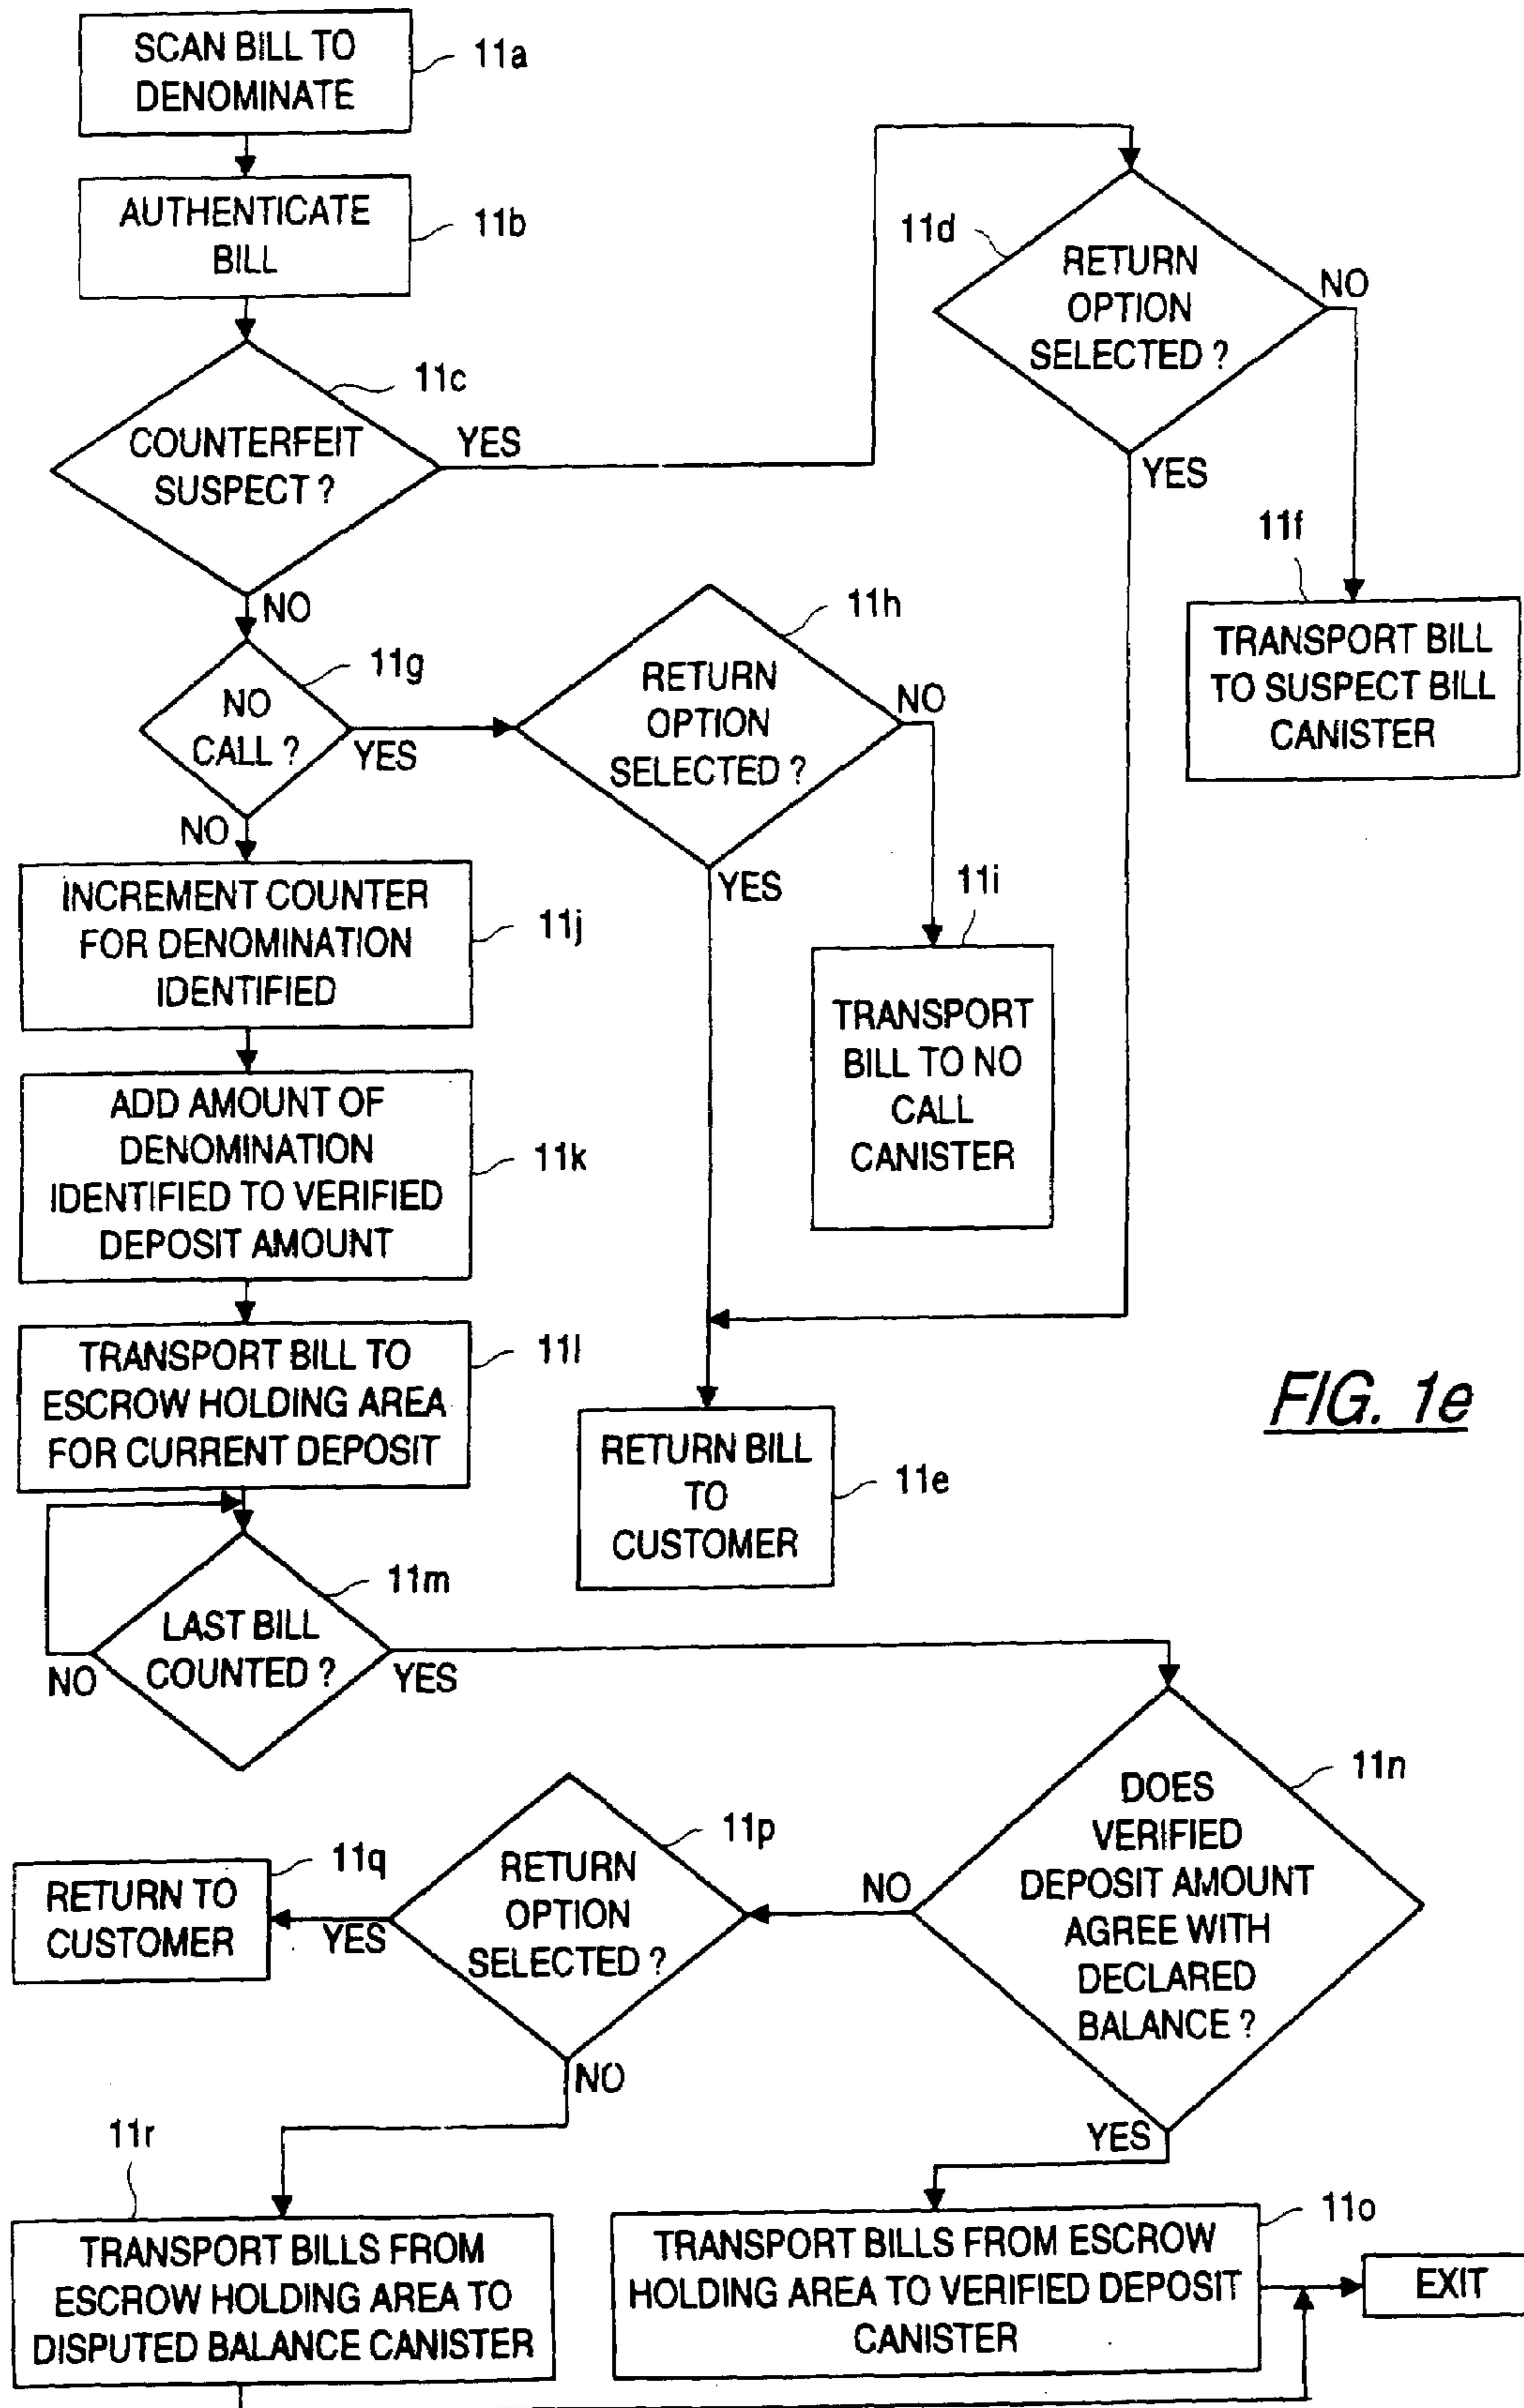 SCAN BILL TO
DENOMINATE
11a
AUTHENTICATE
BILL
11b
COUNTERFEIT
SUSPECT ?
11c
YES
NO
RETURN
OPTION
SELECTED ?
11d
NO
YES
11f
TRANSPORT BILL
TO SUSPECT BILL
CANISTER
NO
CALL ?
11g
YES
NO
RETURN
OPTION
SELECTED ?
11h
NO
YES
11i
TRANSPORT
BILL TO NO
CALL
CANISTER
INCREMENT COUNTER
FOR DENOMINATION
IDENTIFIED
11j
ADD AMOUNT OF
DENOMINATION
IDENTIFIED TO VERIFIED
DEPOSIT AMOUNT
11k
TRANSPORT BILL TO
ESCROW HOLDING AREA
FOR CURRENT DEPOSIT
11l
RETURN BILL
TO
CUSTOMER
11e
FIG. 1e
LAST BILL
COUNTED ?
11m
NO
YES
DOES
VERIFIED
DEPOSIT AMOUNT
AGREE WITH
DECLARED
BALANCE ?
11n
NO
YES
RETURN
OPTION
SELECTED ?
11p
YES
NO
11q
RETURN TO
CUSTOMER
11r
TRANSPORT BILLS FROM
ESCROW HOLDING AREA TO
DISPUTED BALANCE CANISTER
TRANSPORT BILLS FROM ESCROW
HOLDING AREA TO VERIFIED DEPOSIT
CANISTER
11o
EXIT